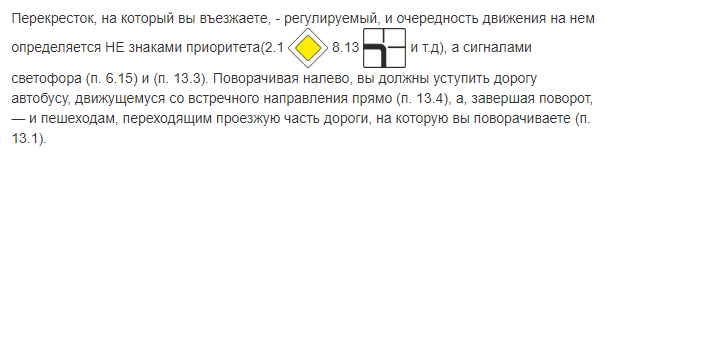 Перекресток, на который вы въезжаете, - регулируемый, и очередность движения на нем
определяется НЕ знаками приоритета(2.1 8.13 и т.д), а сигналами
светофора (п. 6.15) и (п. 13.3). Поворачивая налево, вы должны уступить дорогу
автобусу, движущемуся со встречного направления прямо (п. 13.4), а, завершая поворот,
— и пешеходам, переходящим проезжую часть дороги, на которую вы поворачиваете (п.
13.1).